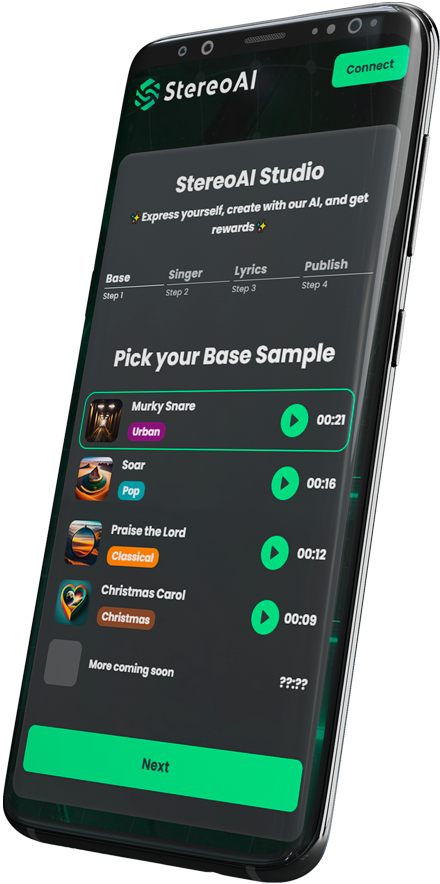 StereoAI
Connect
StereoAI Studio
✨Express yourself, create with our AI, and get
rewards✨
Base
Singer
Lyrics
Publish
Step 1
Step 2
Step 3
Step 4
Pick your Base Sample
Murky Snare
Urban
00:21
Soar
Pop
00:16
Praise the Lord
Classical
00:12
Christmas Carol
Christmas
00:09
More coming soon
??:??
Next